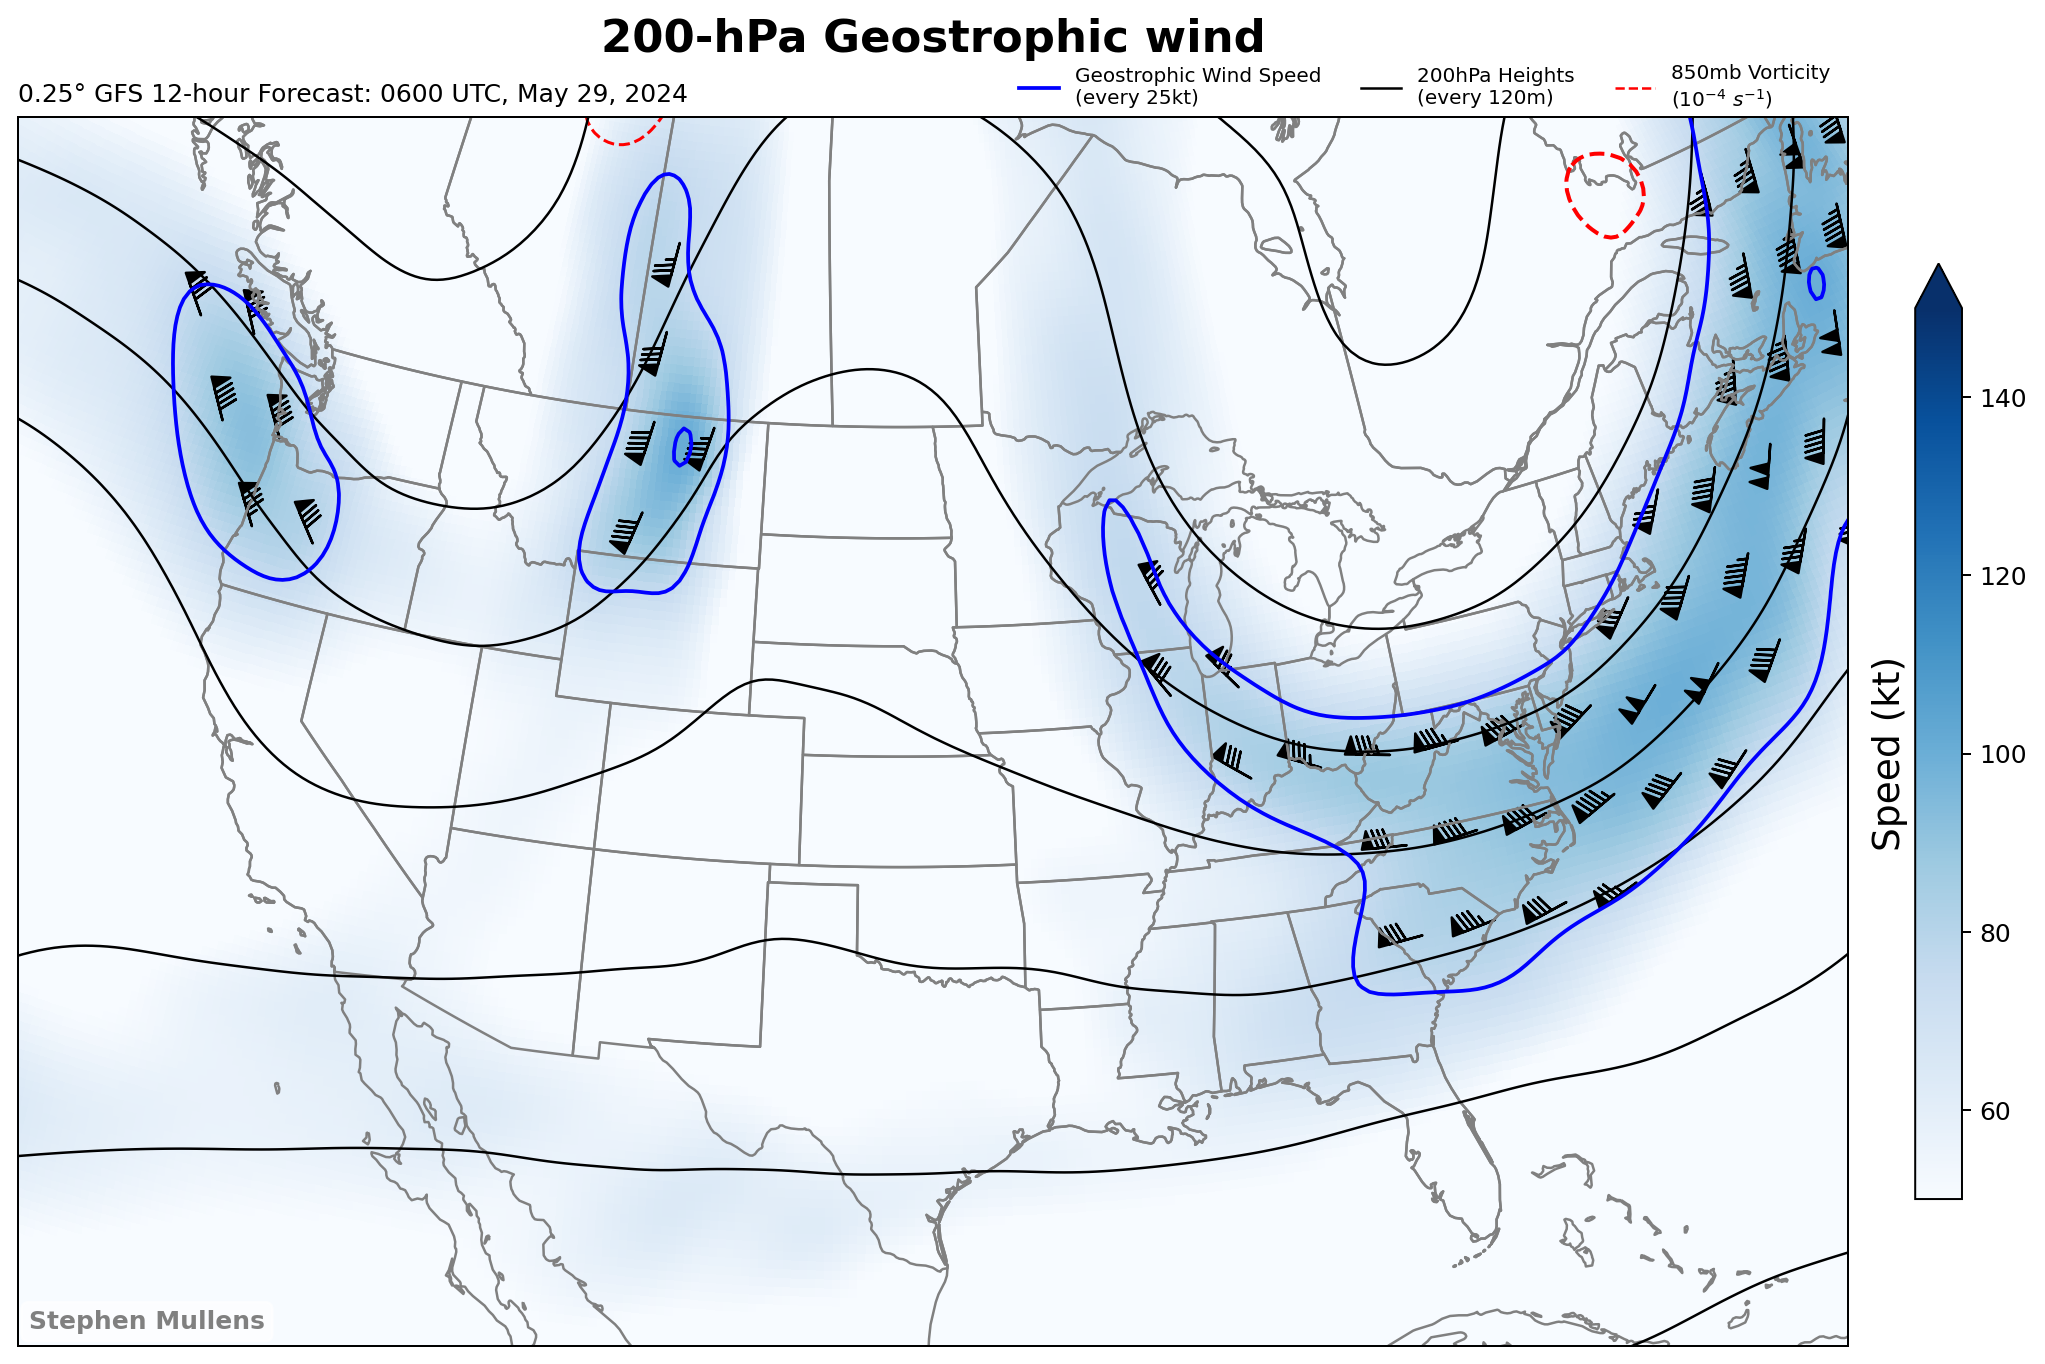 200-hPa Geostrophic wind
0.25° GFS 12-hour Forecast: 0600 UTC, May 29, 2024
Geostrophic Wind Speed
(every 25kt)
200hPa Heights
(every 120m)
850mb Vorticity
(10⁻⁴ s⁻¹)
140
120
100
80
60
Speed (kt)
Stephen Mullens